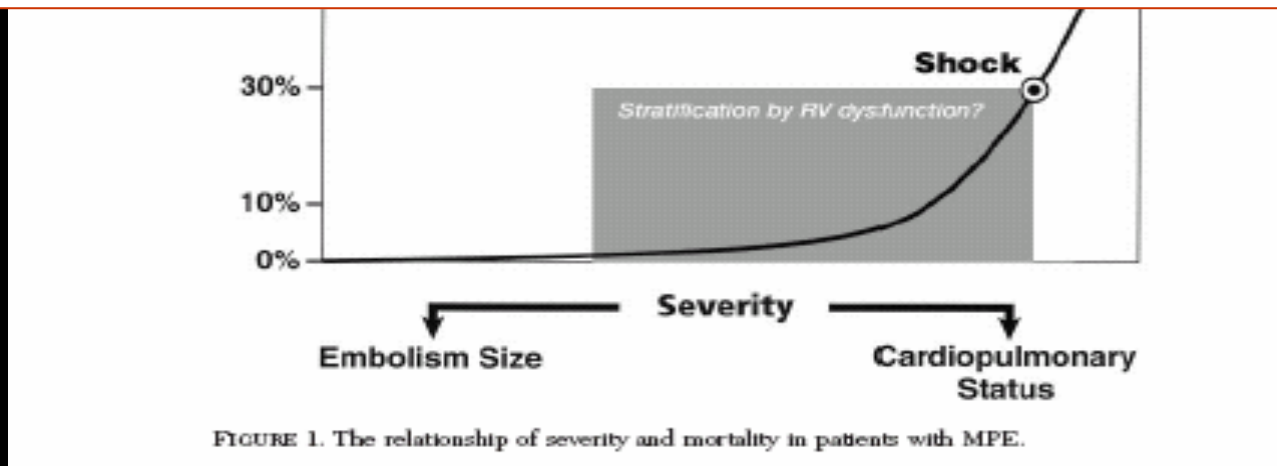 Shock
30%
Stratification by RV dysfunction?
10%
0%
Severity
Embolism Size
Cardiopulmonary
Status
FIGURE 1. The relationship of severity and mortality in patients with MPE.